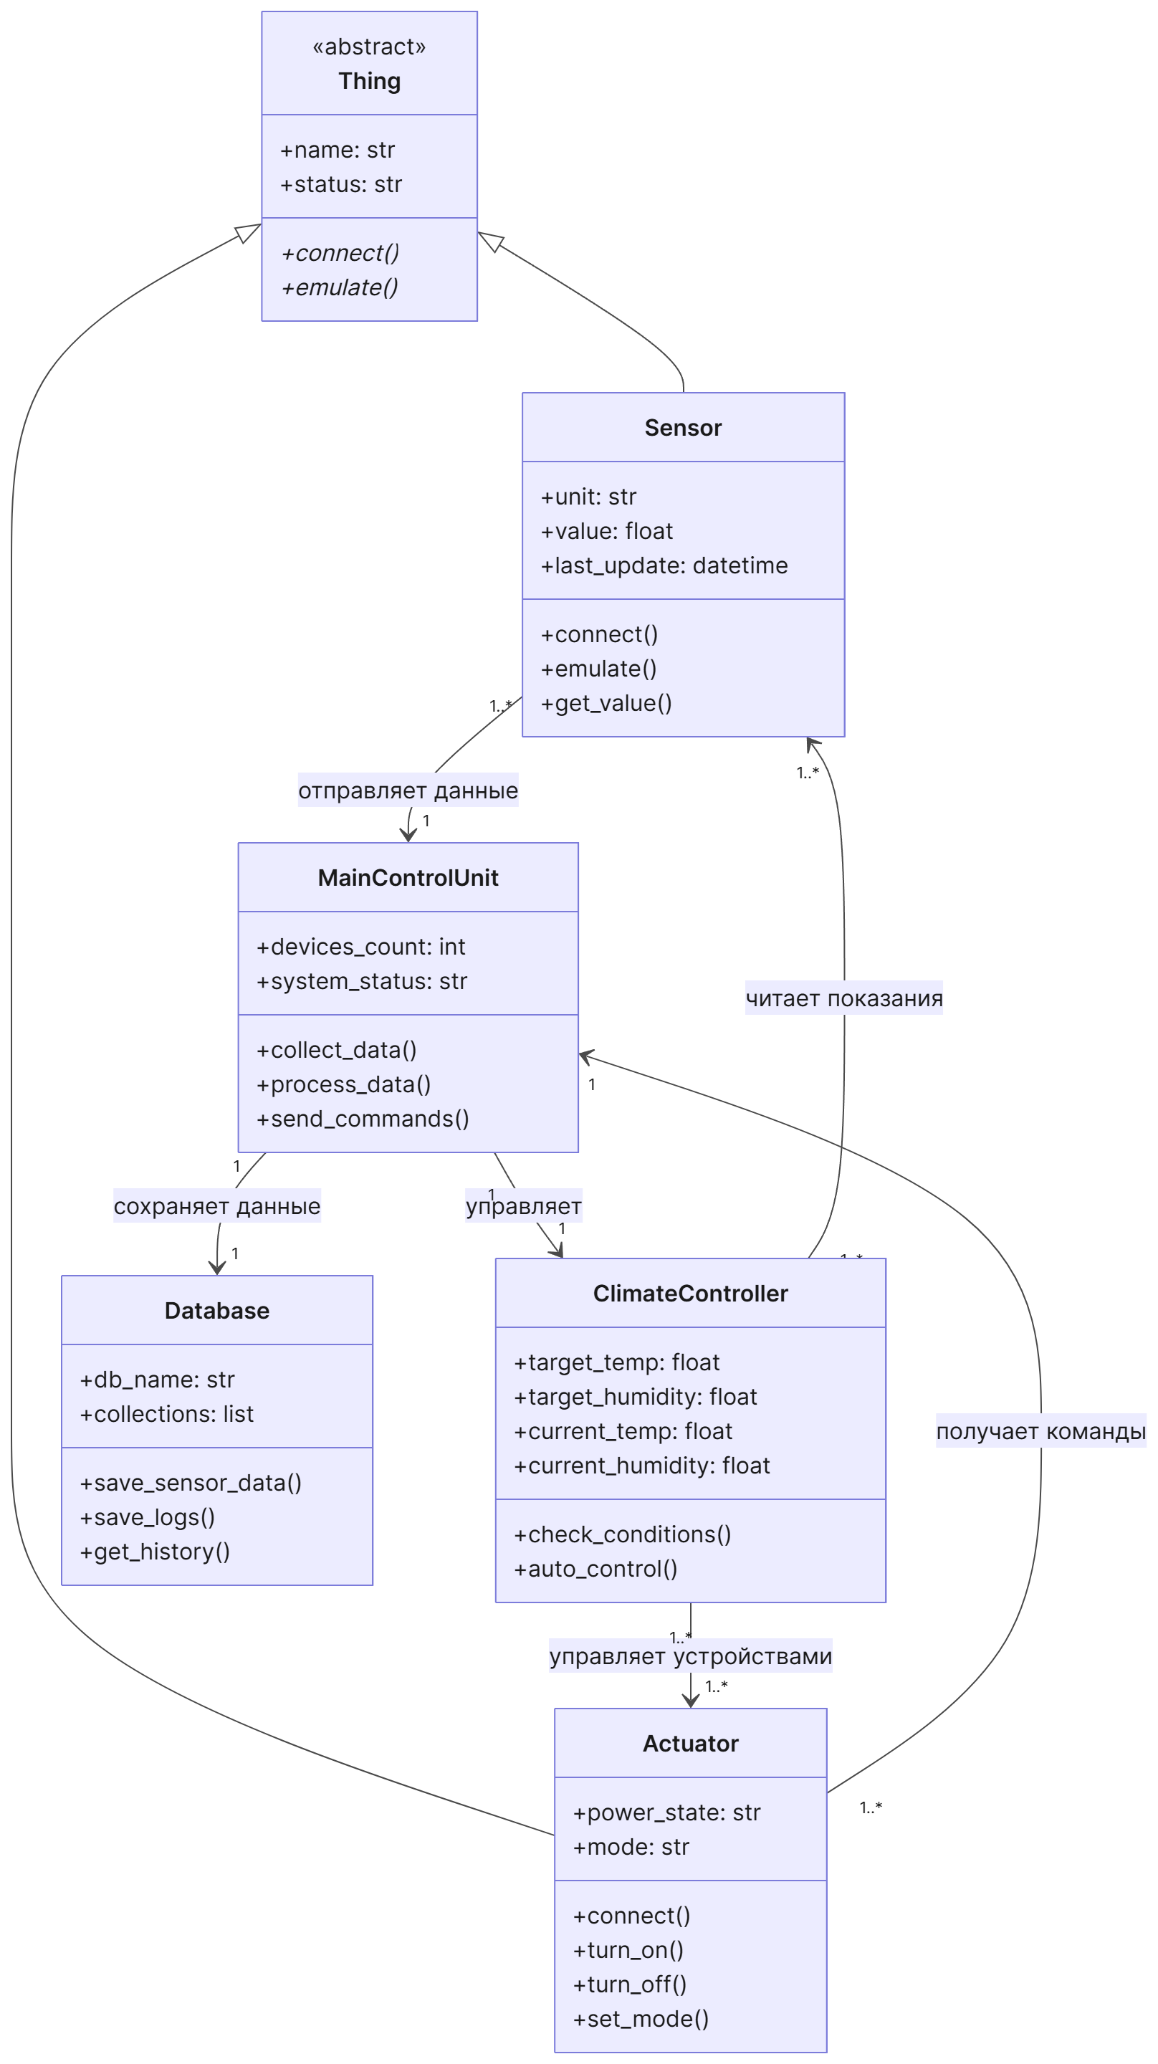 «abstract»
Thing
+name: str
+status: str
+connect()
+emulate()
Sensor
+unit: str
+value: float
+last_update: datetime
+connect()
+emulate()
+get_value()
1..*
1..*
отправляет данные
1
MainControlUnit
+devices_count: int
+system_status: str
+collect_data()
+process_data()
+send_commands()
читает показания
1
1
1
сохраняет данные
управляет
1
1
1..*
Database
+db_name: str
+collections: list
+save_sensor_data()
+save_logs()
+get_history()
ClimateController
+target_temp: float
+target_humidity: float
+current_temp: float
+current_humidity: float
+check_conditions()
+auto_control()
получает команды
1..*
управляет устройствами
1..*
Actuator
+power_state: str
+mode: str
+connect()
+turn_on()
+turn_off()
+set_mode()
1..*